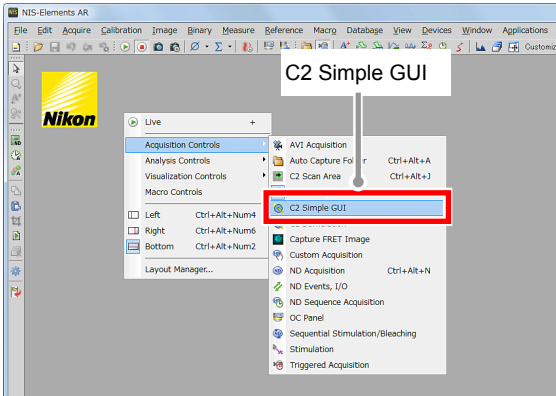 NIS-Elements AR
File Edit Acquire Calibration Image Binary Measure Reference Macro Database View Devices Window Applications
Customiz
C2 Simple GUI
Nikon
Live +
Acquisition Controls
Analysis Controls
Visualization Controls
Macro Controls
Left Ctrl+Alt+Num4
Right Ctrl+Alt+Num6
Bottom Ctrl+Alt+Num2
Layout Manager...
AVI Acquisition
Auto Capture Ctrl+Alt+A
C2 Scan Area Ctrl+Alt+J
C2 Simple GUI
Capture FRET Image
Custom Acquisition
ND Acquisition Ctrl+Alt+N
ND Events, I/O
ND Sequence Acquisition
OC Panel
Sequential Stimulation/Bleaching
Stimulation
Triggered Acquisition